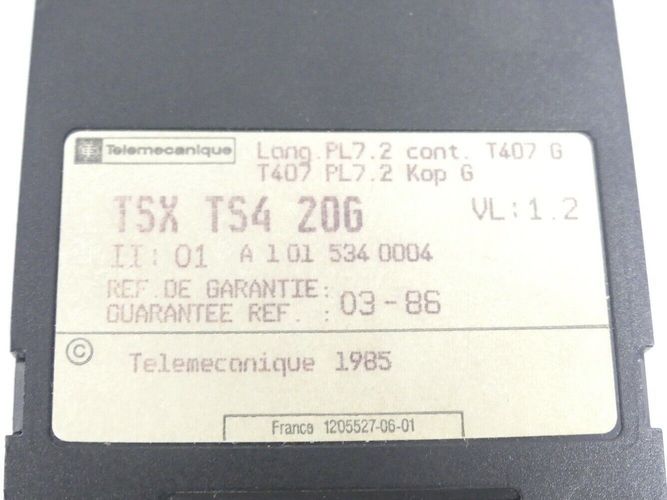 Telemecanique
Lang.PL7.2 cont. T407 G
T407 PL7.2 Kop G
TSX TS4 20G VL:1.2
II: 01 A 1 01 534 0004
REF.DE GARANTIE:
GUARANTEE REF. : 03-86
© Telemecanique 1985
France 1205527-06-01